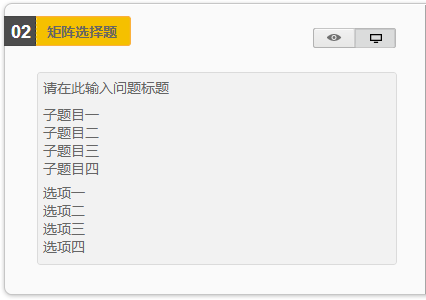 02 矩阵选择题
请在此输入问题标题
子题目一
子题目二
子题目三
子题目四
选项一
选项二
选项三
选项四